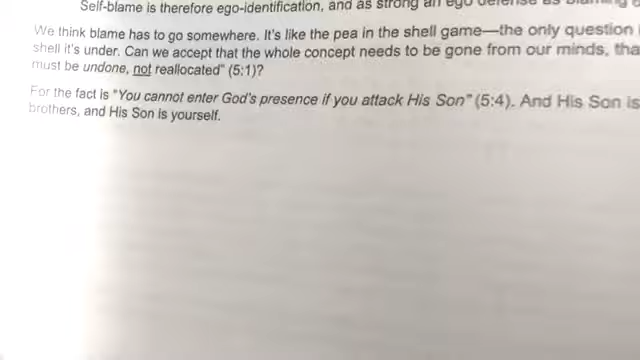 Self-blame is therefore ego-identification, and as strong an ego defense as blaming
We think blame has to go somewhere. It's like the pea in the shell game—the only question
shell it's under. Can we accept that the whole concept needs to be gone from our minds, tha
must be undone, not reallocated" (5:1)?
For the fact is "You cannot enter God's presence if you attack His Son" (5:4). And His Son is
brothers, and His Son is yourself.